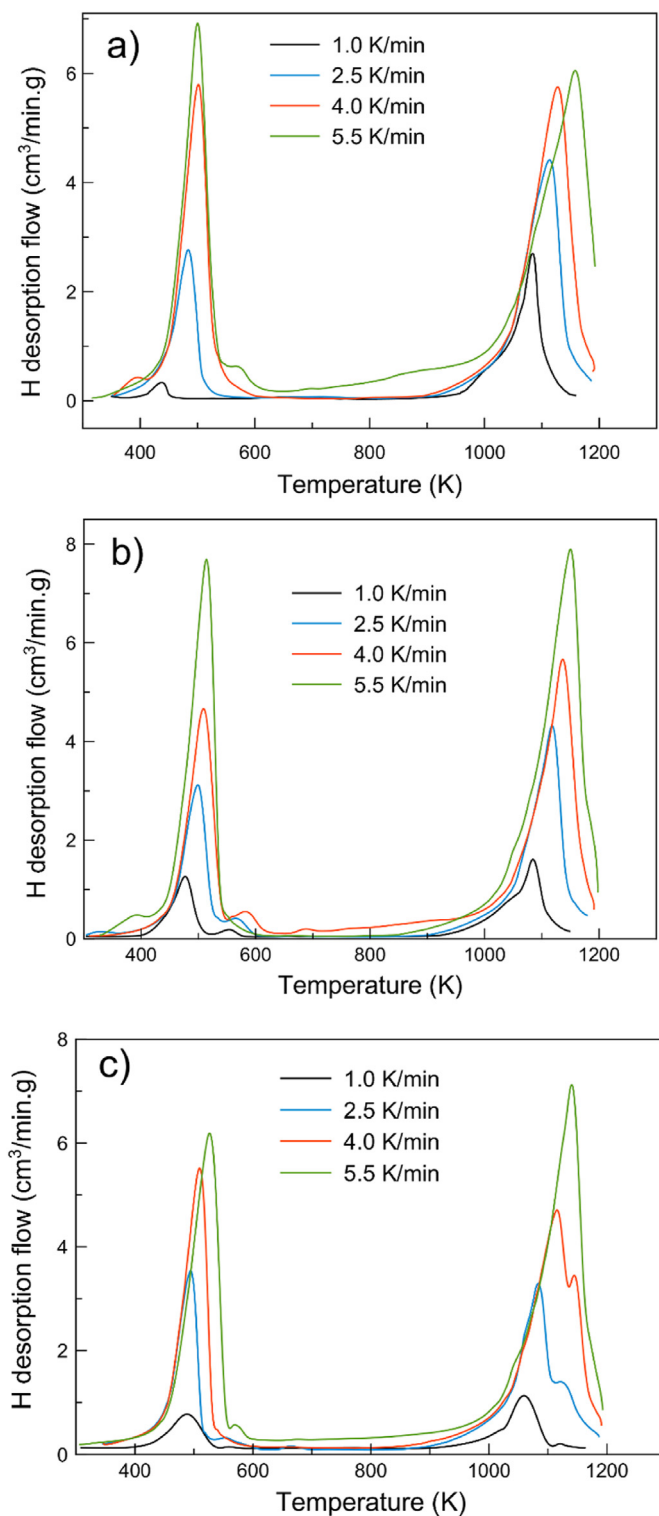 a)
1.0 K/min
2.5 K/min
4.0 K/min
5.5 K/min
H desorption flow (cm³/min.g)
6
4
2
0
400 600 800 1000 1200
Temperature (K)
b)
1.0 K/min
2.5 K/min
4.0 K/min
5.5 K/min
H desorption flow (cm³/min.g)
8
6
4
2
0
400 600 800 1000 1200
Temperature (K)
c)
1.0 K/min
2.5 K/min
4.0 K/min
5.5 K/min
H desorption flow (cm³/min.g)
8
6
4
2
0
400 600 800 1000 1200
Temperature (K)